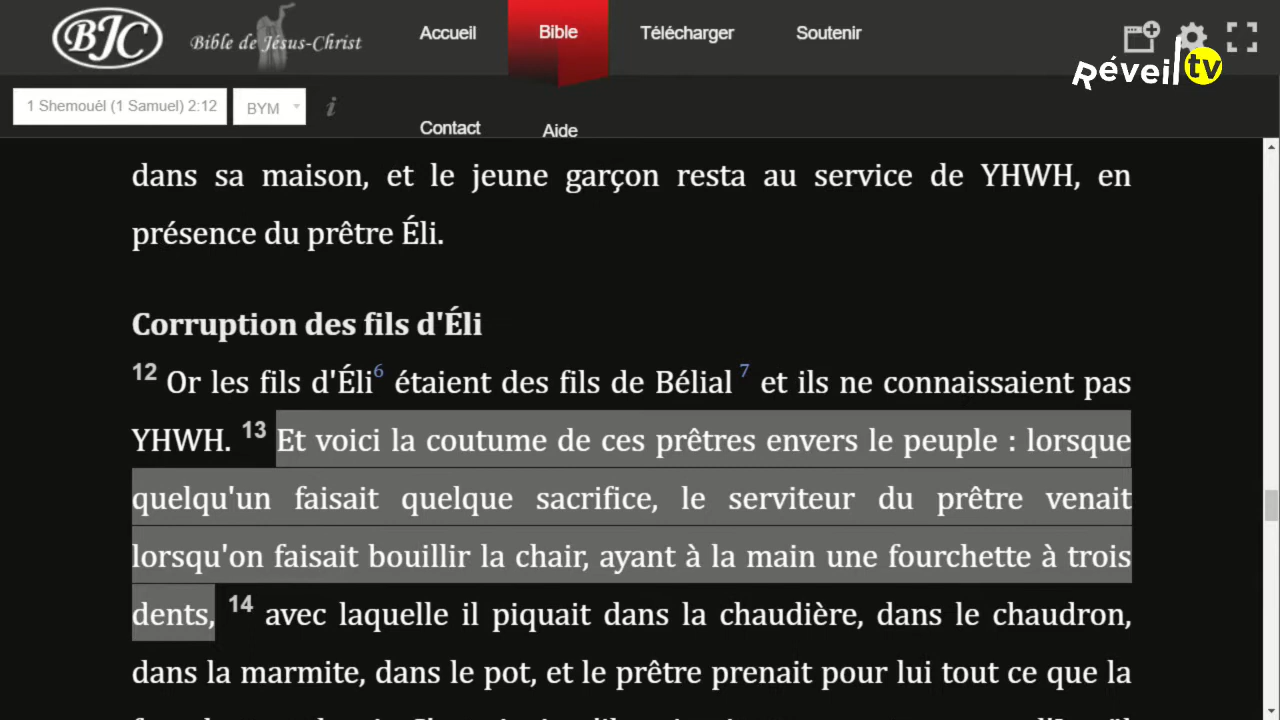 BJC Bible de Jésus-Christ Accueil Bible Télécharger Soutenir
Réveil tv
1 Shemouél (1 Samuel) 2:12 BYM i
Contact Aide
dans sa maison, et le jeune garçon resta au service de YHWH, en
présence du prêtre Éli.
Corruption des fils d'Éli
12 Or les fils d'Éli6 étaient des fils de Bélial 7 et ils ne connaissaient pas
YHWH. 13 Et voici la coutume de ces prêtres envers le peuple : lorsque
quelqu'un faisait quelque sacrifice, le serviteur du prêtre venait
lorsqu'on faisait bouillir la chair, ayant à la main une fourchette à trois
dents, 14 avec laquelle il piquait dans la chaudière, dans le chaudron,
dans la marmite, dans le pot, et le prêtre prenait pour lui tout ce que la